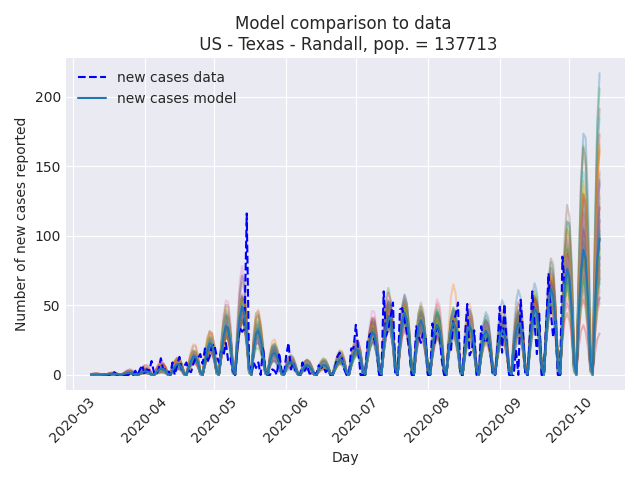 Model comparison to data
US - Texas - Randall, pop. = 137713
new cases data
new cases model
Number of new cases reported
200
150
100
50
0
2020-03
2020-04
2020-05
2020-06
2020-07
2020-08
2020-09
2020-10
Day